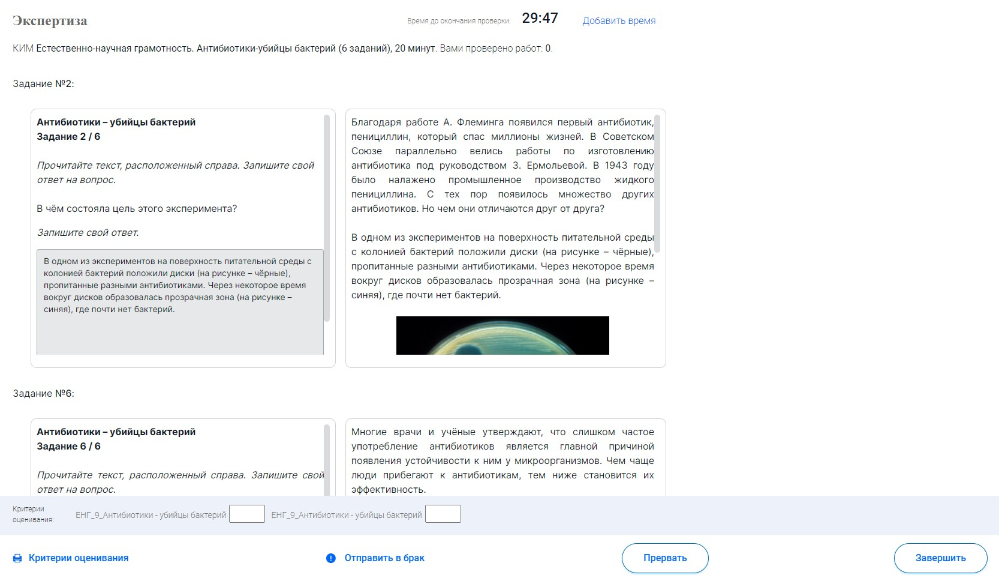 Экспертиза
Время до окончания проверки: 29:47 Добавить время
КИМ Естественно-научная грамотность. Антибиотики-убийцы бактерий (6 заданий), 20 минут. Вами проверено работ: 0.
Задание №2:
Антибиотики – убийцы бактерий
Задание 2 / 6
Прочитайте текст, расположенный справа. Запишите свой
ответ на вопрос.
В чём состояла цель этого эксперимента?
Запишите свой ответ.
В одном из экспериментов на поверхность питательной среды с
колонией бактерий положили диски (на рисунке – чёрные),
пропитанные разными антибиотиками. Через некоторое время
вокруг дисков образовалась прозрачная зона (на рисунке –
синяя), где почти нет бактерий.
Благодаря работе А. Флеминга появился первый антибиотик,
пенициллин, который спас миллионы жизней. В Советском
Союзе параллельно велись работы по изготовлению
антибиотика под руководством З. Ермольевой. В 1943 году
было налажено промышленное производство жидкого
пенициллина. С тех пор появилось множество других
антибиотиков. Но чем они отличаются друг от друга?
В одном из экспериментов на поверхность питательной среды
с колонией бактерий положили диски (на рисунке – чёрные),
пропитанные разными антибиотиками. Через некоторое время
вокруг дисков образовалась прозрачная зона (на рисунке –
синяя), где почти нет бактерий.
Задание №6:
Антибиотики – убийцы бактерий
Задание 6 / 6
Прочитайте текст, расположенный справа. Запишите свой
ответ на вопрос.
Многие врачи и учёные утверждают, что слишком частое
употребление антибиотиков является главной причиной
появления устойчивости к ним у микроорганизмов. Чем чаще
люди прибегают к антибиотикам, тем ниже становится их
эффективность.
Критерии
оценивания:
ЕНГ_9_Антибиотики - убийцы бактерий ЕНГ_9_Антибиотики - убийцы бактерий
Критерии оценивания Отправить в брак Прервать Завершить